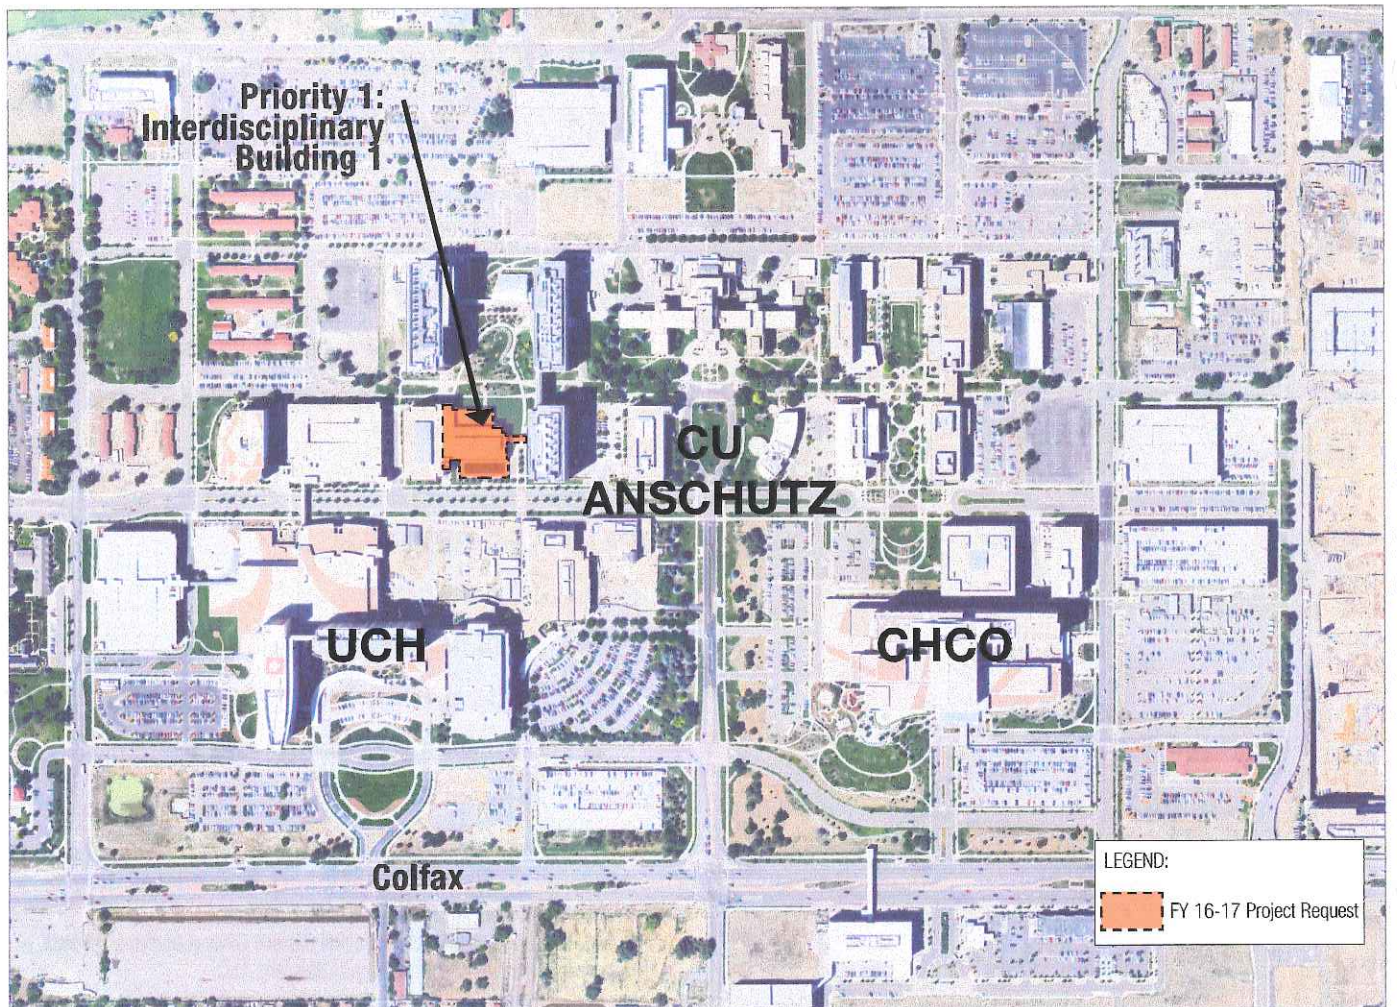 Priority 1:
Interdisciplinary
Building 1
CU
ANSCHUTZ
UCH
CHCO
Colfax
LEGEND:
FY 16-17 Project Request